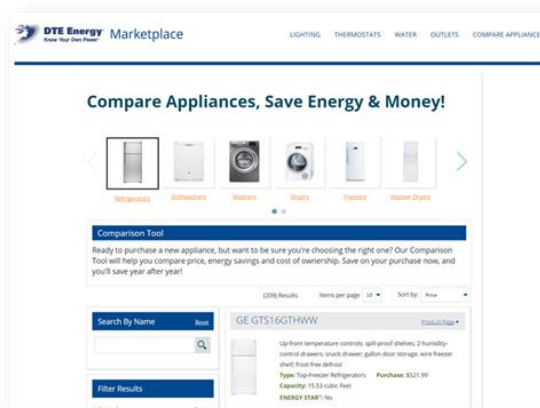 DTE Energy
Know Your Own Power
Marketplace
LIGHTING THERMOSTATS WATER OUTLETS COMPARE APPLIANCE
Compare Appliances, Save Energy & Money!
Refrigerators Dishwashers Washers Dryers Freezers Washer Dryers
Comparison Tool
Ready to purchase a new appliance, but want to be sure you're choosing the right one? Our Comparison
Tool will help you compare price, energy savings and cost of ownership. Save on your purchase now, and
you'll save year after year!
(209) Results Items per page 10 Sort by: Price
Search By Name Reset
GE GTS16GTHWW Product Page
Up-front temperature controls; spill-proof shelves; 2 humidity-
control drawers; snack drawer; gallon door storage; wire freezer
shelf; frost-free defrost
Type: Top-Freezer Refrigerators Purchase: $521.99
Capacity: 15.53 cubic Feet
ENERGY STAR®: No
Filter Results